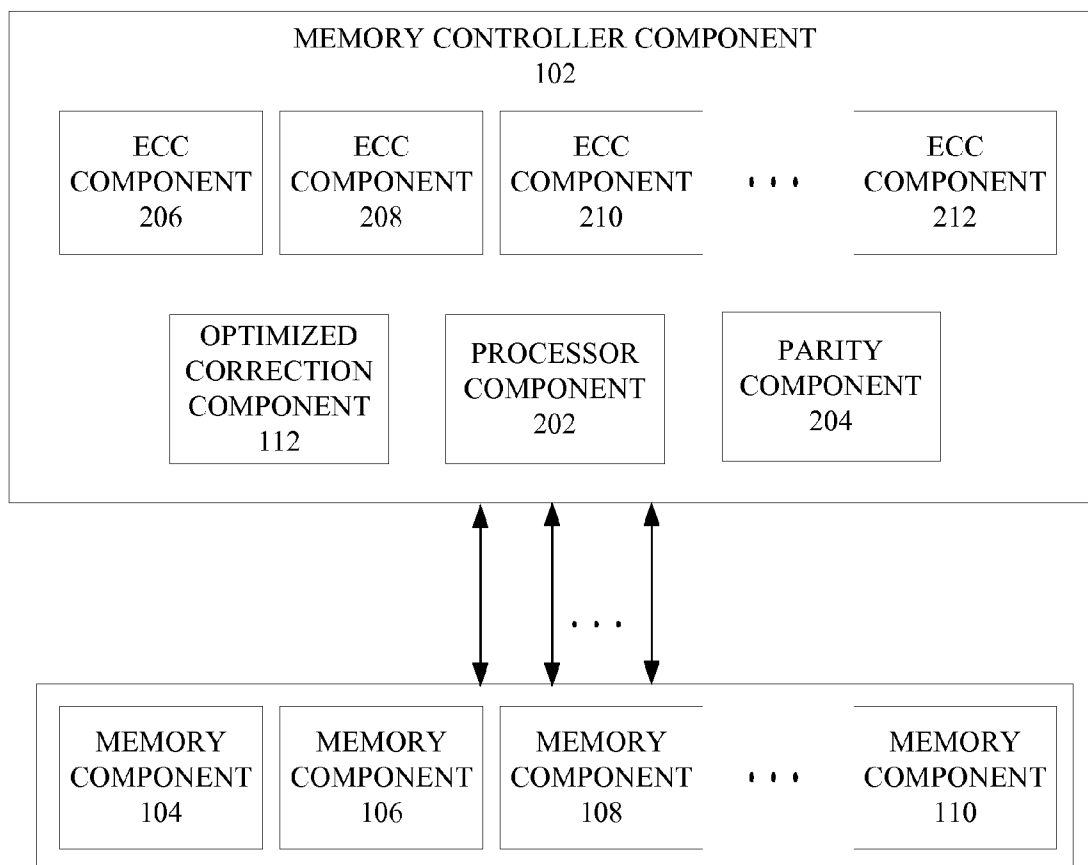 MEMORY CONTROLLER COMPONENT
102
ECC
COMPONENT
206
ECC
COMPONENT
208
ECC
COMPONENT
210
• • •
ECC
COMPONENT
212
OPTIMIZED
CORRECTION
COMPONENT
112
PROCESSOR
COMPONENT
202
PARITY
COMPONENT
204
• • •
MEMORY
COMPONENT
104
MEMORY
COMPONENT
106
MEMORY
COMPONENT
108
• • •
MEMORY
COMPONENT
110